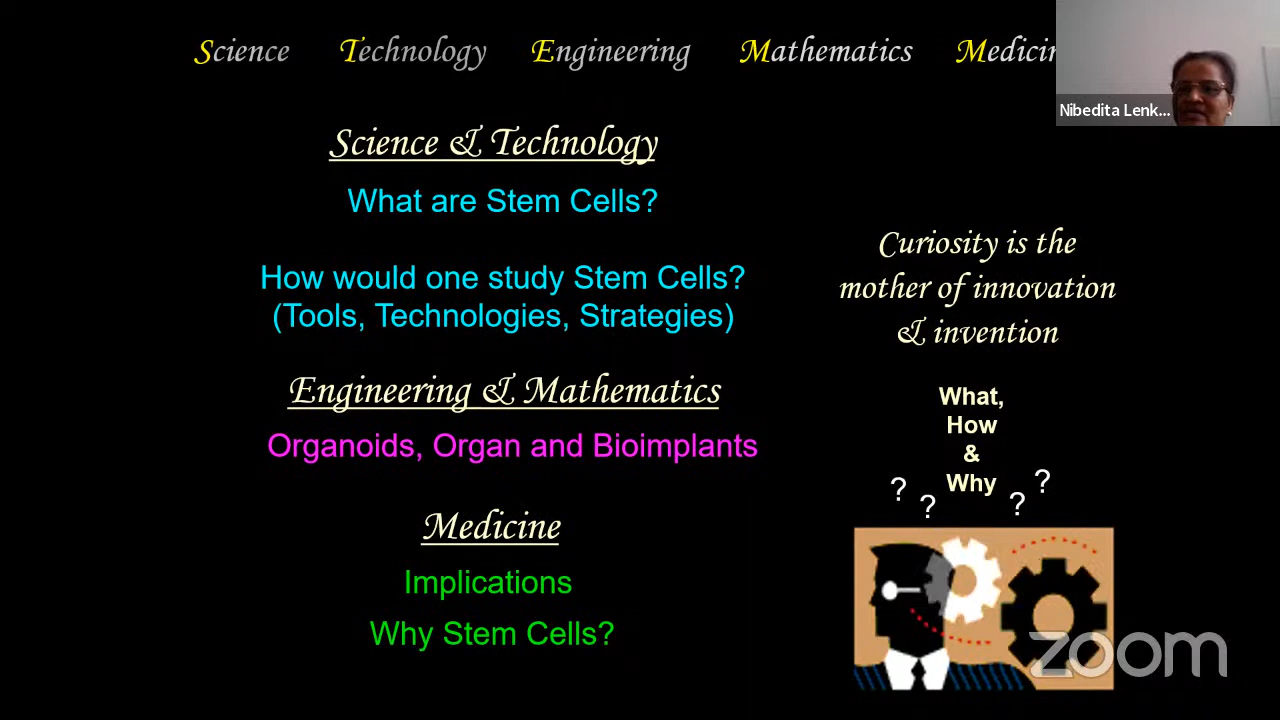 Science Technology Engineering Mathematics
Nibedita Lenk...
Science & Technology
What are Stem Cells?
How would one study Stem Cells?
(Tools, Technologies, Strategies)
Engineering & Mathematics
Organoids, Organ and Bioimplants
Medicine
Implications
Why Stem Cells?
Curiosity is the
mother of innovation
& invention
What,
How
&
Why
? ? ? ?
zoom